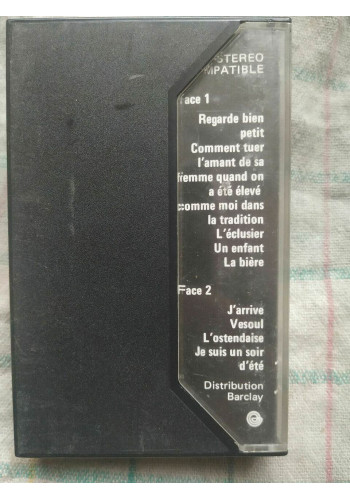 STEREO
MPATIBLE
Face 1
Regarde bien
petit
Comment tuer
l'amant de sa
femme quand on
a été élevé
comme moi dans
la tradition
L'éclusier
Un enfant
La bière
Face 2
J'arrive
Vesoul
L'ostendaise
Je suis un soir
d'été
Distribution
Barclay